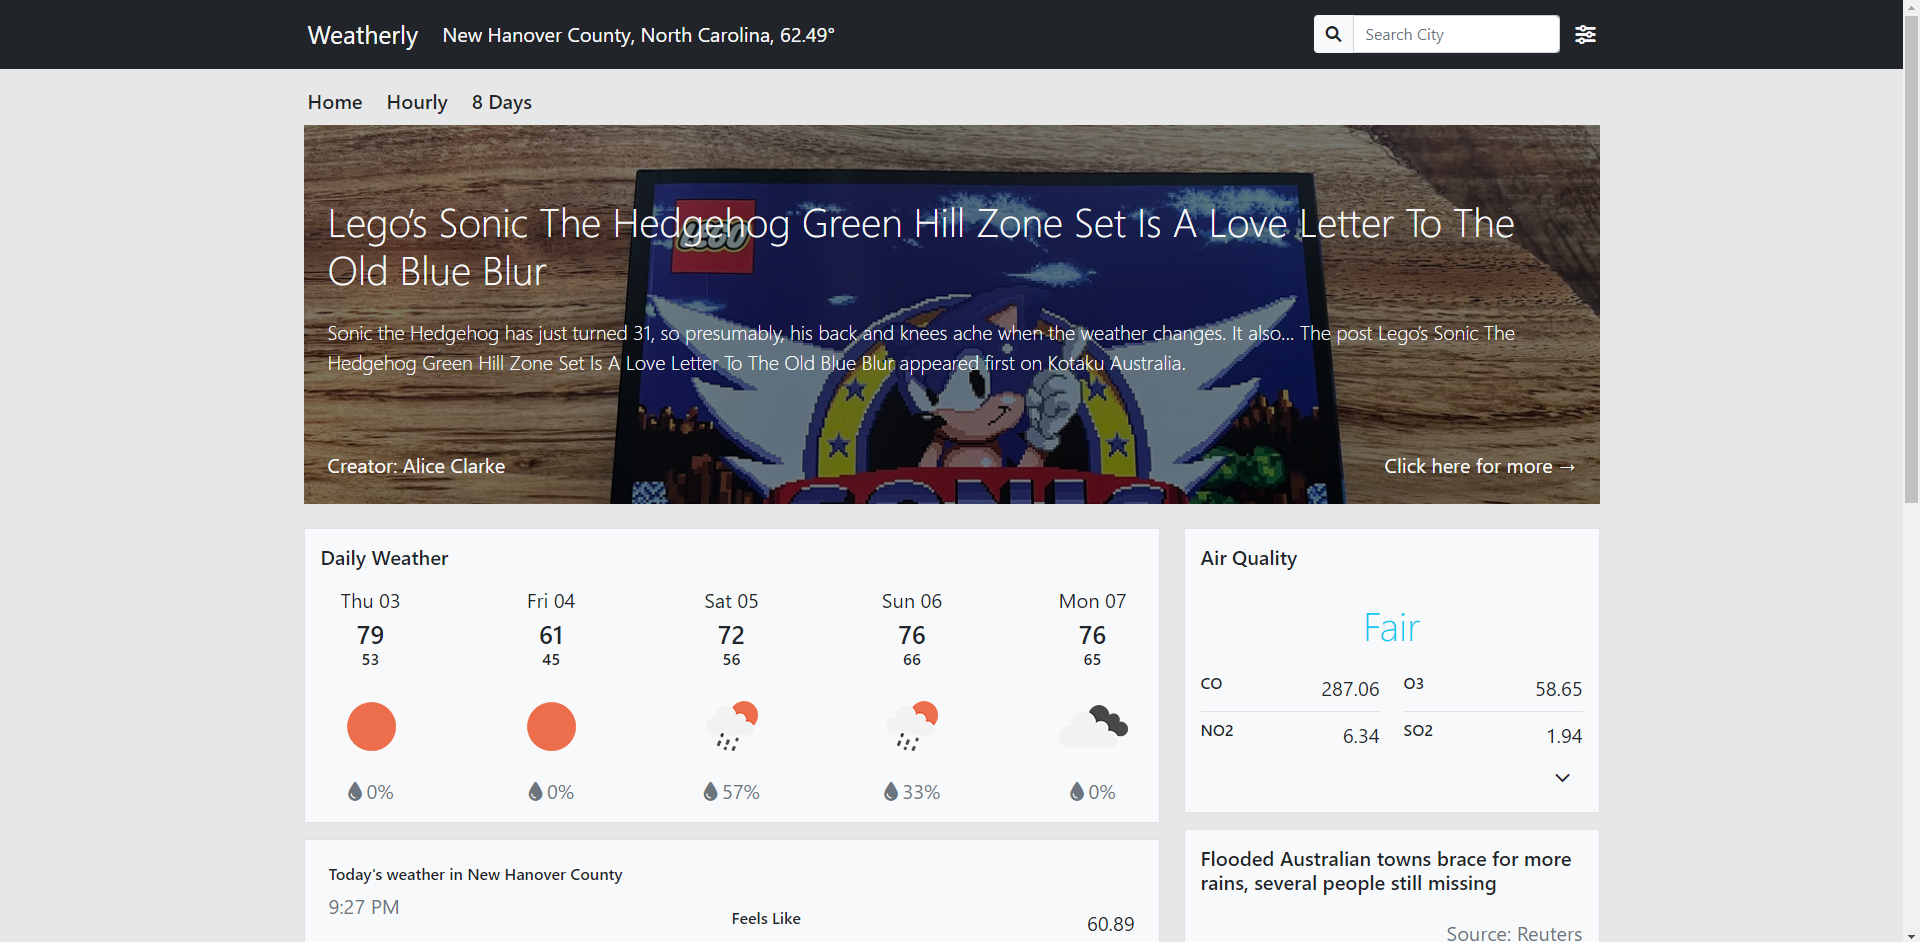 Weatherly
New Hanover County, North Carolina, 62.49°
Search City
Home
Hourly
8 Days
LEGO
Lego’s Sonic The Hedgehog Green Hill Zone Set Is A Love Letter To The
Old Blue Blur
Sonic the Hedgehog has just turned 31, so presumably, his back and knees ache when the weather changes. It also... The post Lego’s Sonic The
Hedgehog Green Hill Zone Set Is A Love Letter To The Old Blue Blur appeared first on Kotaku Australia.
Creator: Alice Clarke
Click here for more →
SONIC
Daily Weather
Thu 03
79
53
0%
Fri 04
61
45
0%
Sat 05
72
56
57%
Sun 06
76
66
33%
Mon 07
76
65
0%
Air Quality
Fair
CO
287.06
O3
58.65
NO2
6.34
SO2
1.94
Today's weather in New Hanover County
9:27 PM
Feels Like
60.89
Flooded Australian towns brace for more
rains, several people still missing
Source: Reuters